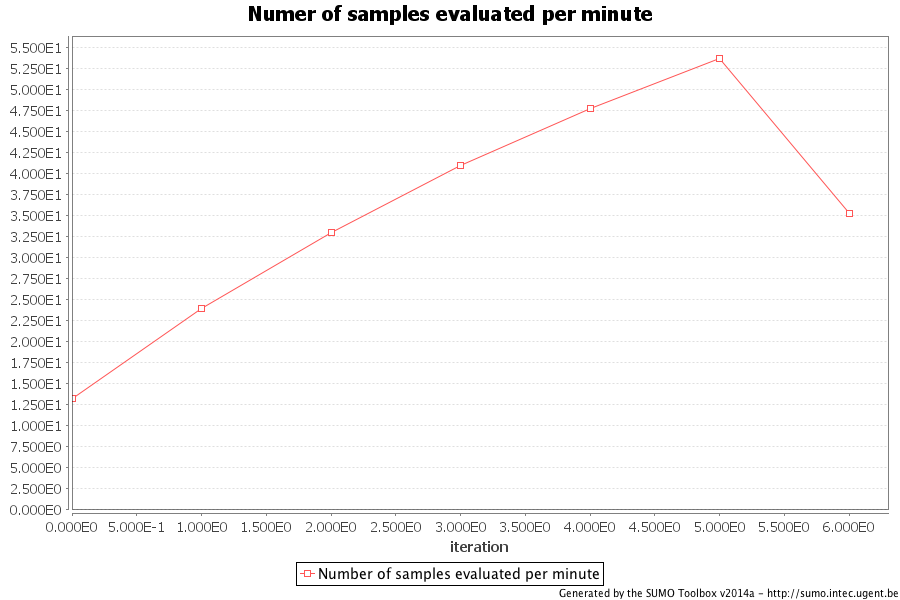 Numer of samples evaluated per minute
5.500E1
5.250E1
5.000E1
4.750E1
4.500E1
4.250E1
4.000E1
3.750E1
3.500E1
3.250E1
3.000E1
2.750E1
2.500E1
2.250E1
2.000E1
1.750E1
1.500E1
1.250E1
1.000E1
7.500E0
5.000E0
2.500E0
0.000E0
0.000E0 5.000E-1 1.000E0 1.500E0 2.000E0 2.500E0 3.000E0 3.500E0 4.000E0 4.500E0 5.000E0 5.500E0 6.000E0
iteration
Number of samples evaluated per minute
Generated by the SUMO Toolbox v2014a - http://sumo.intec.ugent.be